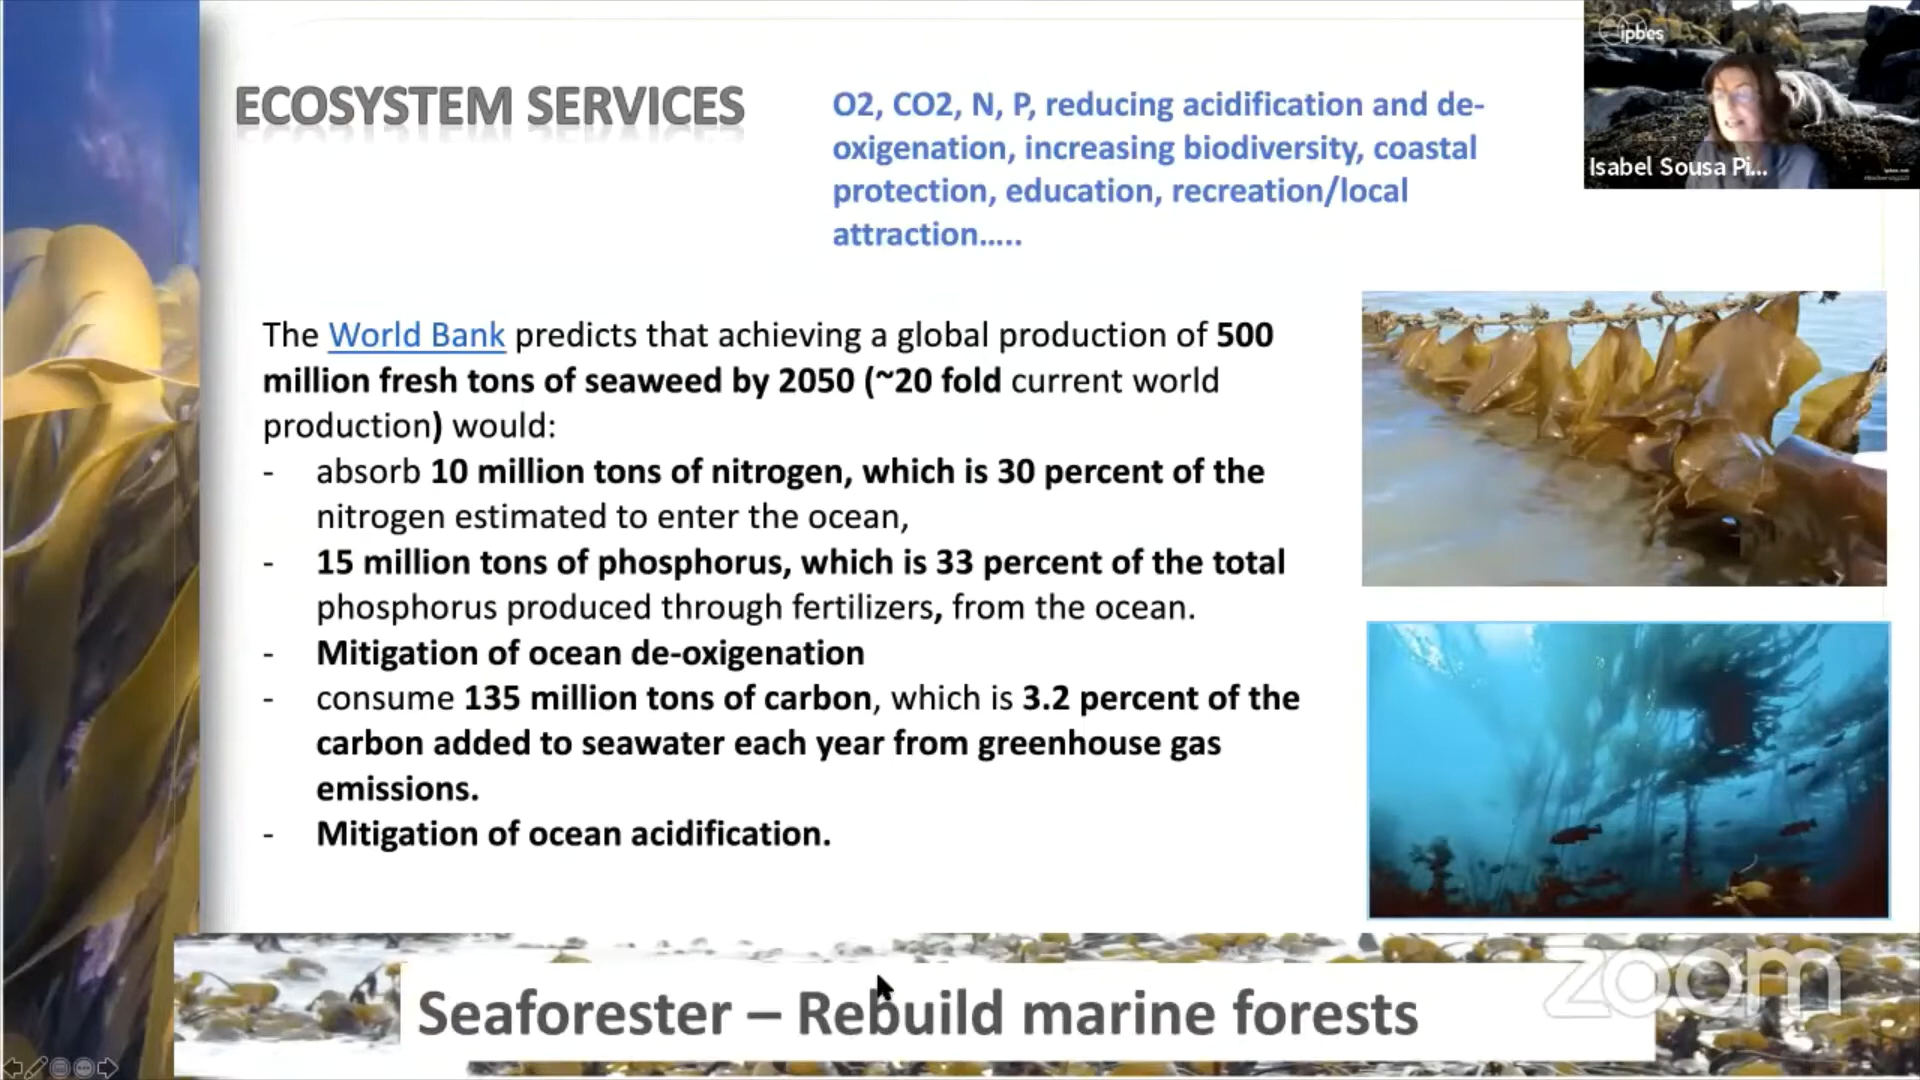 ipbes
Isabel Sousa Pi...
ECOSYSTEM SERVICES
O2, CO2, N, P, reducing acidification and de-
oxigenation, increasing biodiversity, coastal
protection, education, recreation/local
attraction.....
The World Bank predicts that achieving a global production of 500
million fresh tons of seaweed by 2050 (~20 fold current world
production) would:
- absorb 10 million tons of nitrogen, which is 30 percent of the
nitrogen estimated to enter the ocean,
- 15 million tons of phosphorus, which is 33 percent of the total
phosphorus produced through fertilizers, from the ocean.
- Mitigation of ocean de-oxigenation
- consume 135 million tons of carbon, which is 3.2 percent of the
carbon added to seawater each year from greenhouse gas
emissions.
- Mitigation of ocean acidification.
Seaforester – Rebuild marine forests
zoom